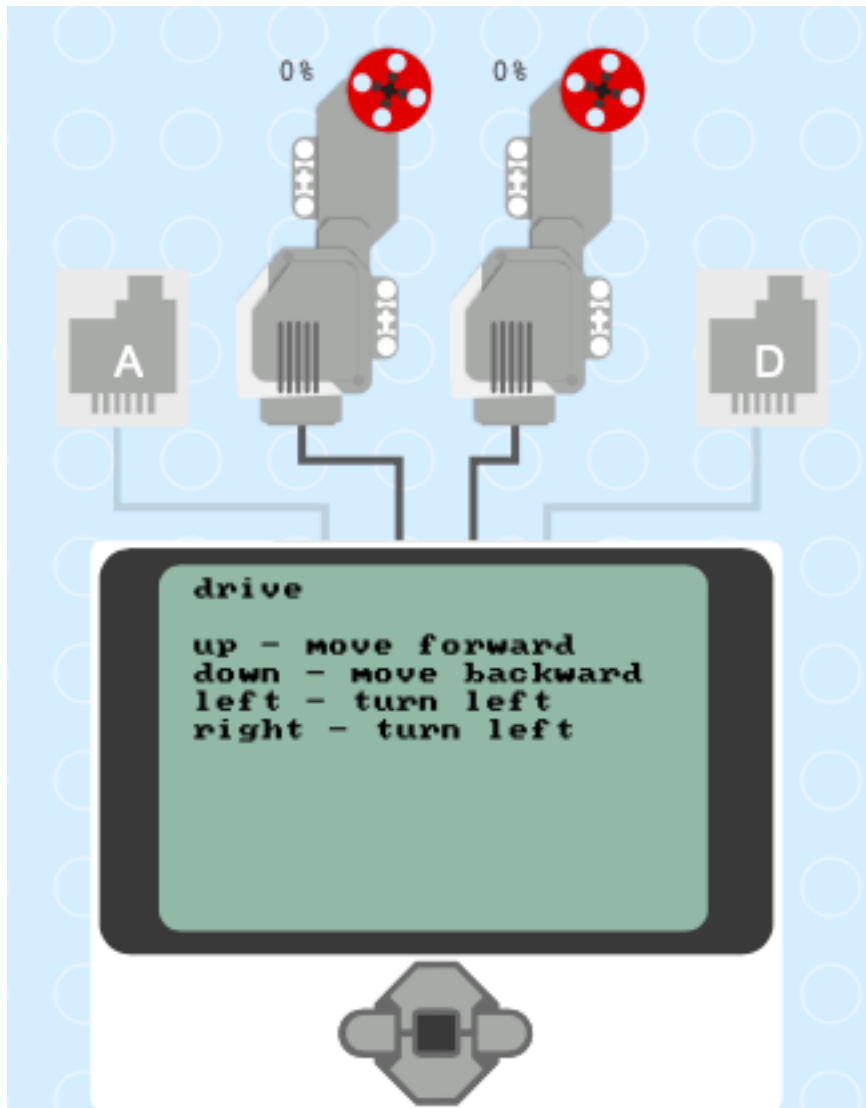 0%
0%
A
D
drive
up - move forward
down - move backward
left - turn left
right - turn left